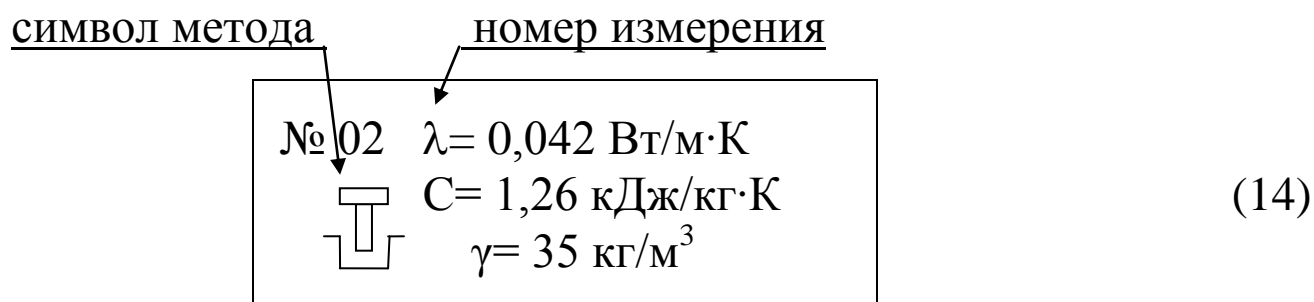 символ метода номер измерения
№ 02 λ= 0,042 Вт/м·К
С= 1,26 кДж/кг·К (14)
γ= 35 кг/м³